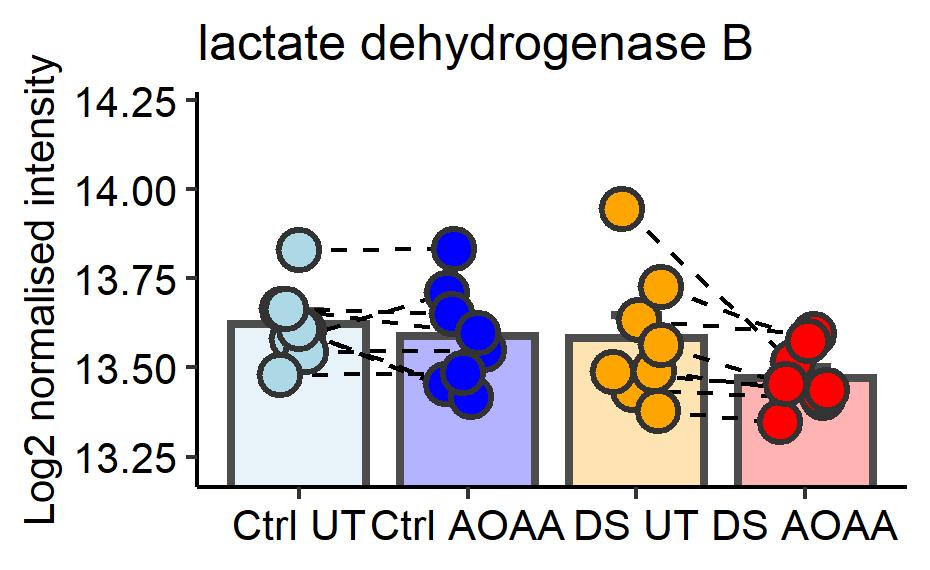 lactate dehydrogenase B
Log2 normalised intensity
14.25
14.00
13.75
13.50
13.25
Ctrl UT Ctrl AOAA DS UT DS AOAA